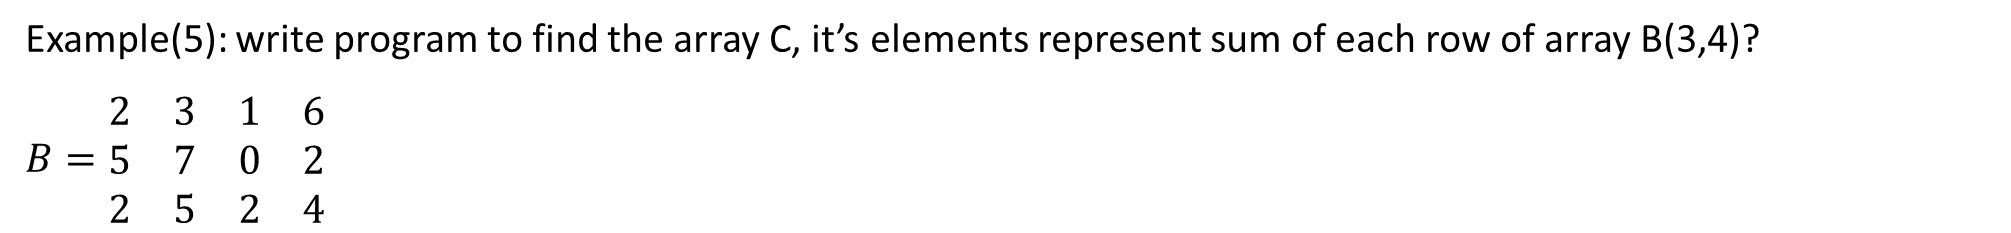 Example(5): write program to find the array C, it’s elements represent sum of each row of array B(3,4)?
2 3 1 6
B = 5 7 0 2
2 5 2 4